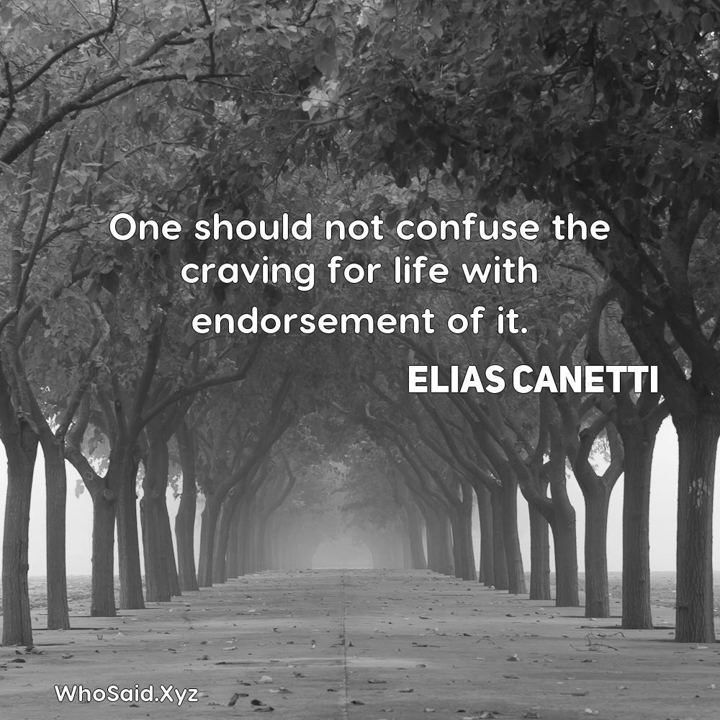 One should not confuse the
craving for life with
endorsement of it.
ELIAS CANETTI
WhoSaid.Xyz